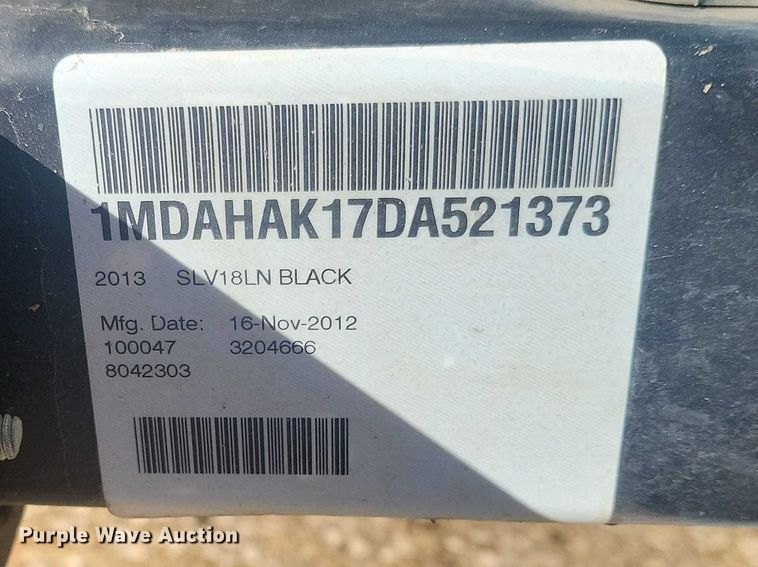 1MDAHAK17DA521373
2013 SLV18LN BLACK
Mfg. Date: 16-Nov-2012
100047 3204666
8042303
Purple Wave Auction